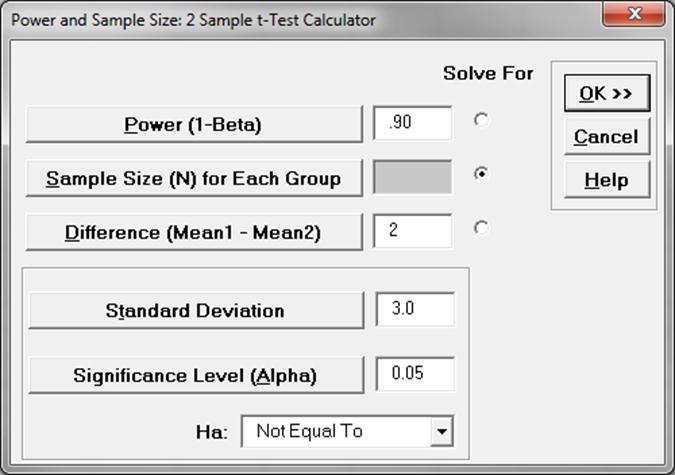 Power and Sample Size: 2 Sample t-Test Calculator
Solve For
Power (1-Beta) .90
Sample Size (N) for Each Group
Difference (Mean1 - Mean2) 2
OK >>
Cancel
Help
Standard Deviation 3.0
Significance Level (Alpha) 0.05
Ha: Not Equal To